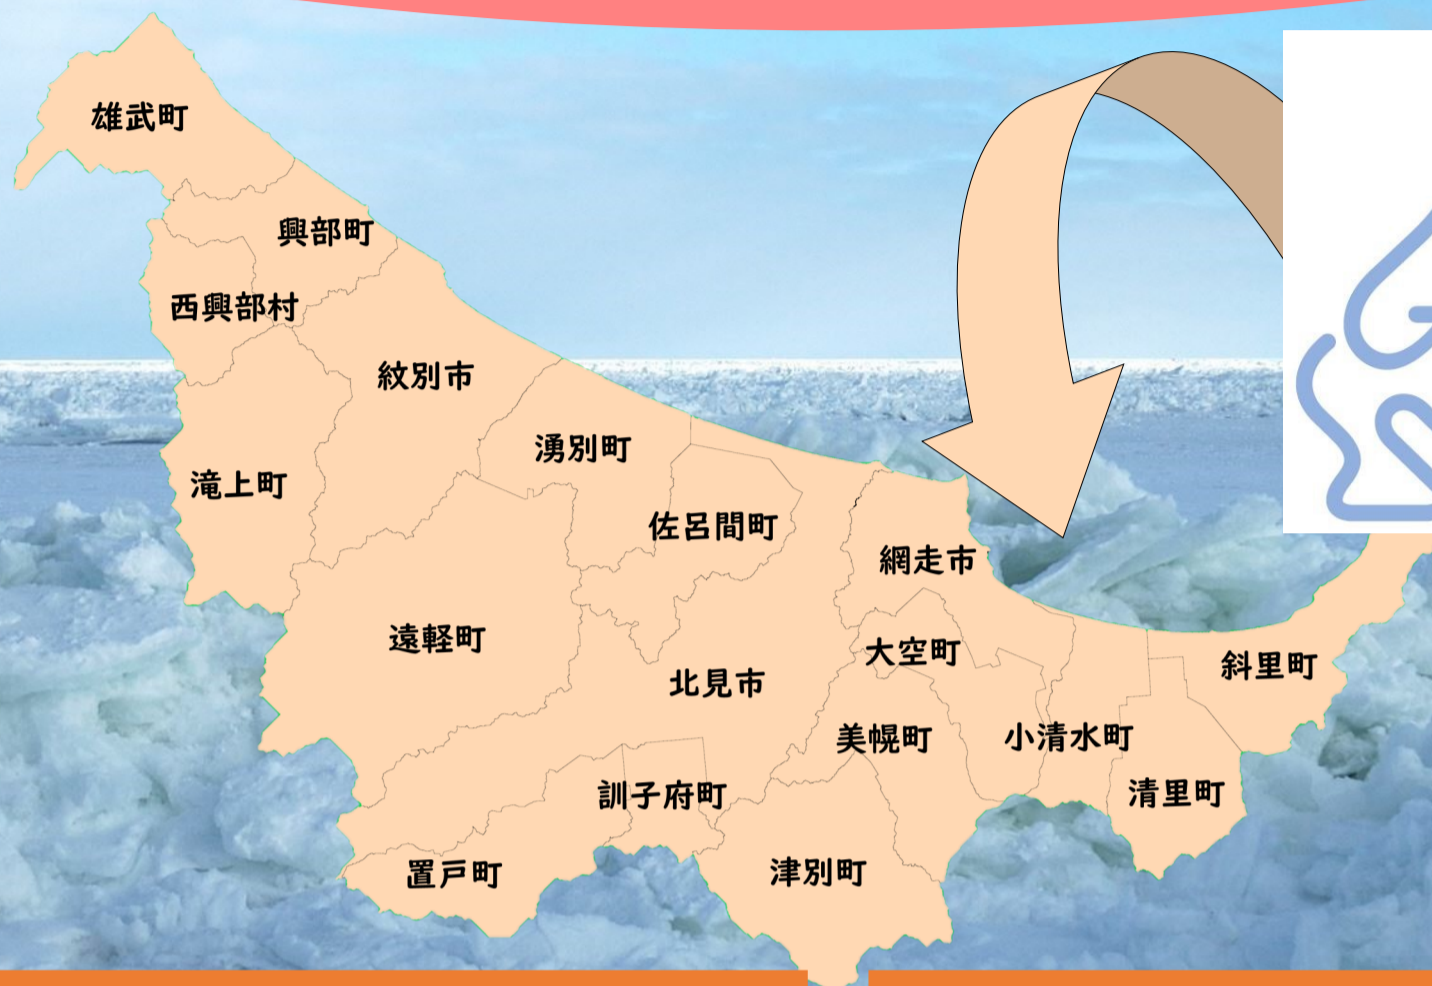 雄武町
興部町
西興部村
紋別市
湧別町
滝上町
佐呂間町
網走市
遠軽町
大空町
斜里町
北見市
美幌町
小清水町
訓子府町
清里町
置戸町
津別町